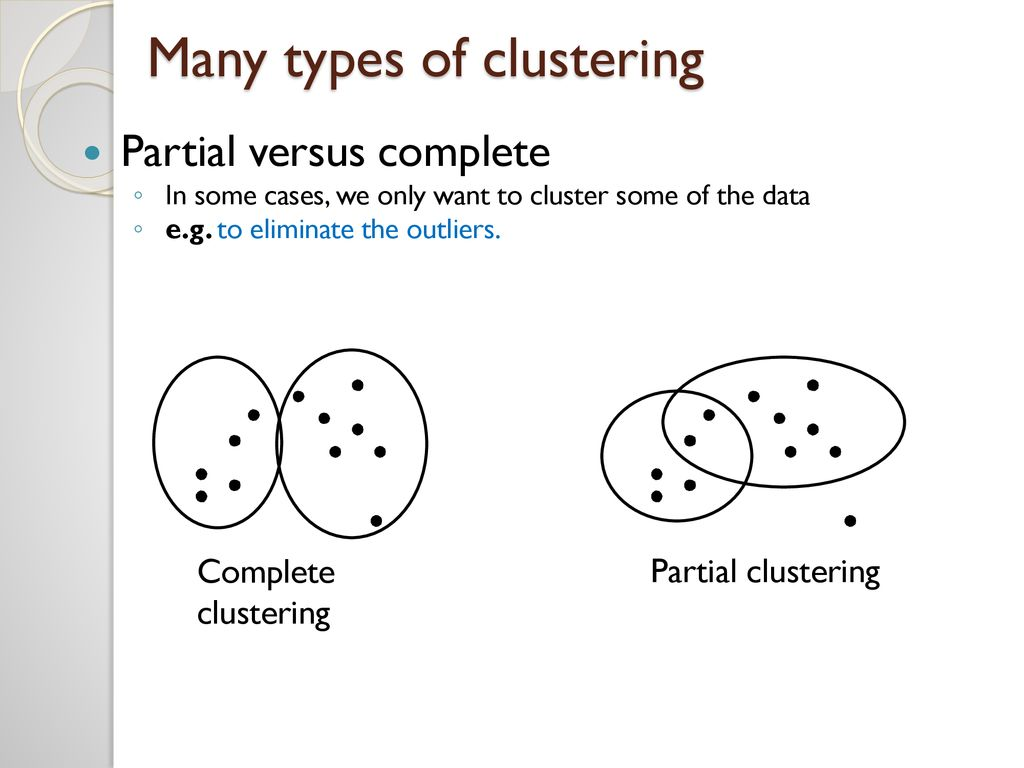 Many types of clustering
Partial versus complete
In some cases, we only want to cluster some of the data
e.g. to eliminate the outliers.
Complete
clustering
Partial clustering